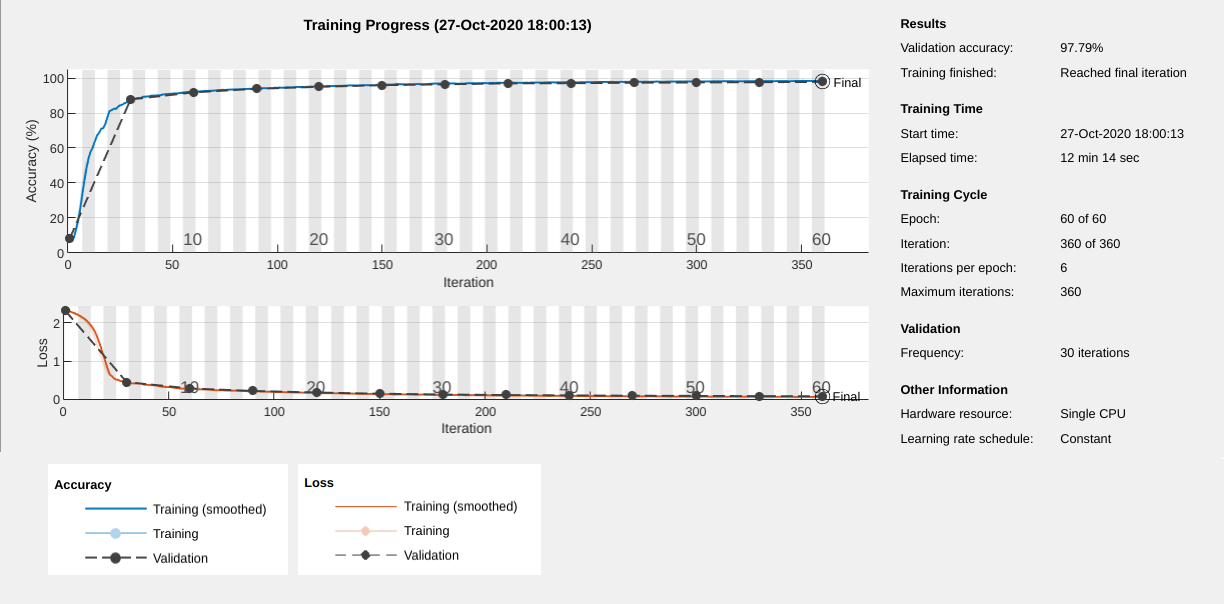 Training Progress (27-Oct-2020 18:00:13)
Accuracy (%)
100
80
60
40
20
0
10 20 30 40 50 60
Final
0 50 100 150 200 250 300 350
Iteration
Loss
2
1
0
10 20 30 40 50 60
Final
0 50 100 150 200 250 300 350
Iteration
Results
Validation accuracy: 97.79%
Training finished: Reached final iteration
Training Time
Start time: 27-Oct-2020 18:00:13
Elapsed time: 12 min 14 sec
Training Cycle
Epoch: 60 of 60
Iteration: 360 of 360
Iterations per epoch: 6
Maximum iterations: 360
Validation
Frequency: 30 iterations
Other Information
Hardware resource: Single CPU
Learning rate schedule: Constant
Accuracy
Training (smoothed)
Training
Validation
Loss
Training (smoothed)
Training
Validation